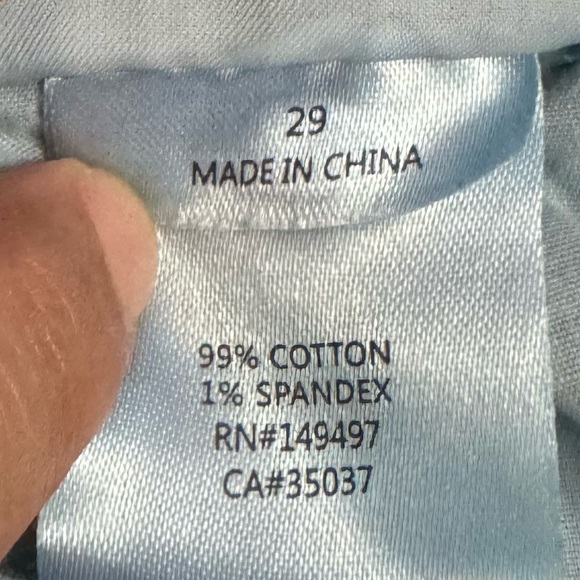 29
MADE IN CHINA
99% COTTON
1% SPANDEX
RN#149497
CA#35037